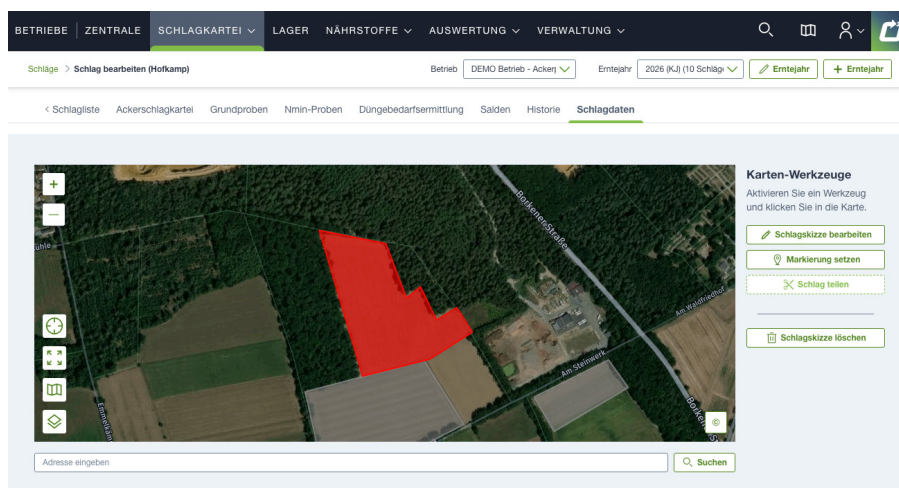 BETRIEBE ZENTRALE SCHLAGKARTEI LAGER NÄHRSTOFFE AUSWERTUNG VERWALTUNG
Schläge > Schlag bearbeiten (Hofkamp) Betrieb DEMO Betrieb - Acker Erntejahr 2026 (KJ) (10 Schläge Erntejahr + Erntejahr
< Schlagliste Ackerschlagkartei Grundproben Nmin-Proben Düngebedarfsermittlung Salden Historie Schlagdaten
Karten-Werkzeuge
Aktivieren Sie ein Werkzeug
und klicken Sie in die Karte.
Schlagskizze bearbeiten
Markierung setzen
Schlag teilen
Schlagskizze löschen
+
−
Borkener Straße
Am Waldfriedhof
Am Steinwerk
©
Adresse eingeben Suchen